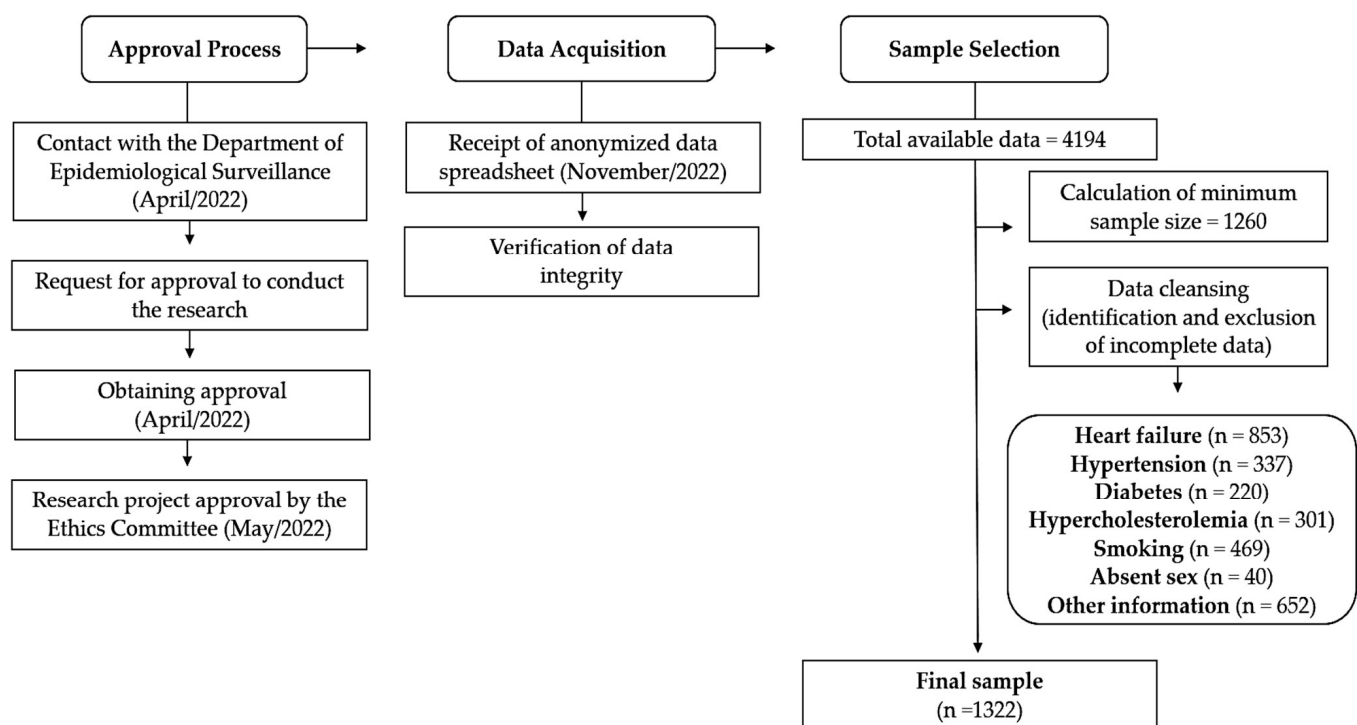 Approval Process
Contact with the Department of
Epidemiological Surveillance
(April/2022)
Request for approval to conduct
the research
Obtaining approval
(April/2022)
Research project approval by the
Ethics Committee (May/2022)
Data Acquisition
Receipt of anonymized data
spreadsheet (November/2022)
Verification of data
integrity
Sample Selection
Total available data = 4194
Calculation of minimum
sample size = 1260
Data cleansing
(identification and exclusion
of incomplete data)
Heart failure (n = 853)
Hypertension (n = 337)
Diabetes (n = 220)
Hypercholesterolemia (n = 301)
Smoking (n = 469)
Absent sex (n = 40)
Other information (n = 652)
Final sample
(n =1322)